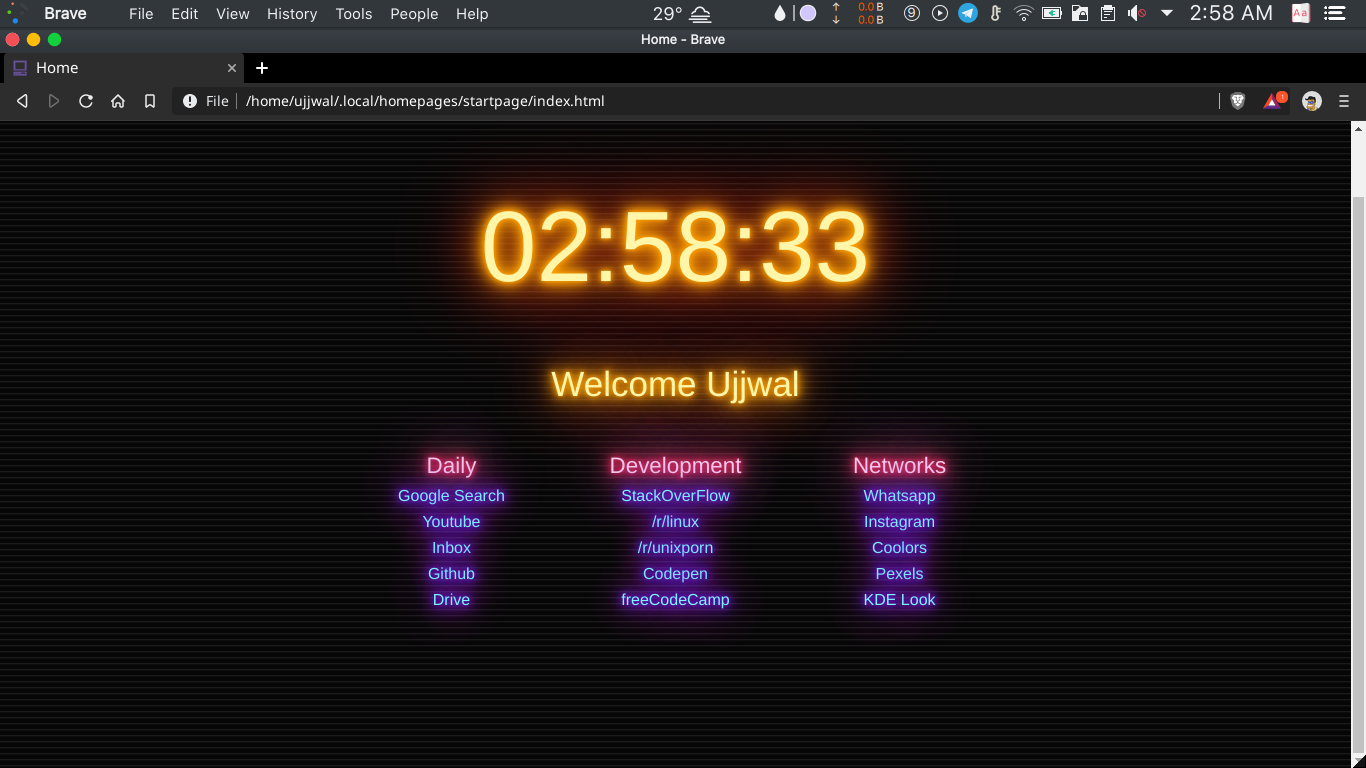 Brave File Edit View History Tools People Help 29° 0.0 B 0.0 B 9 2:58 AM Aa
Home - Brave
Home
File /home/ujjwal/.local/homepages/startpage/index.html 1
02:58:33
Welcome Ujjwal
Daily Development Networks
Google Search StackOverFlow Whatsapp
Youtube /r/linux Instagram
Inbox /r/unixporn Coolors
Github Codepen Pexels
Drive freeCodeCamp KDE Look